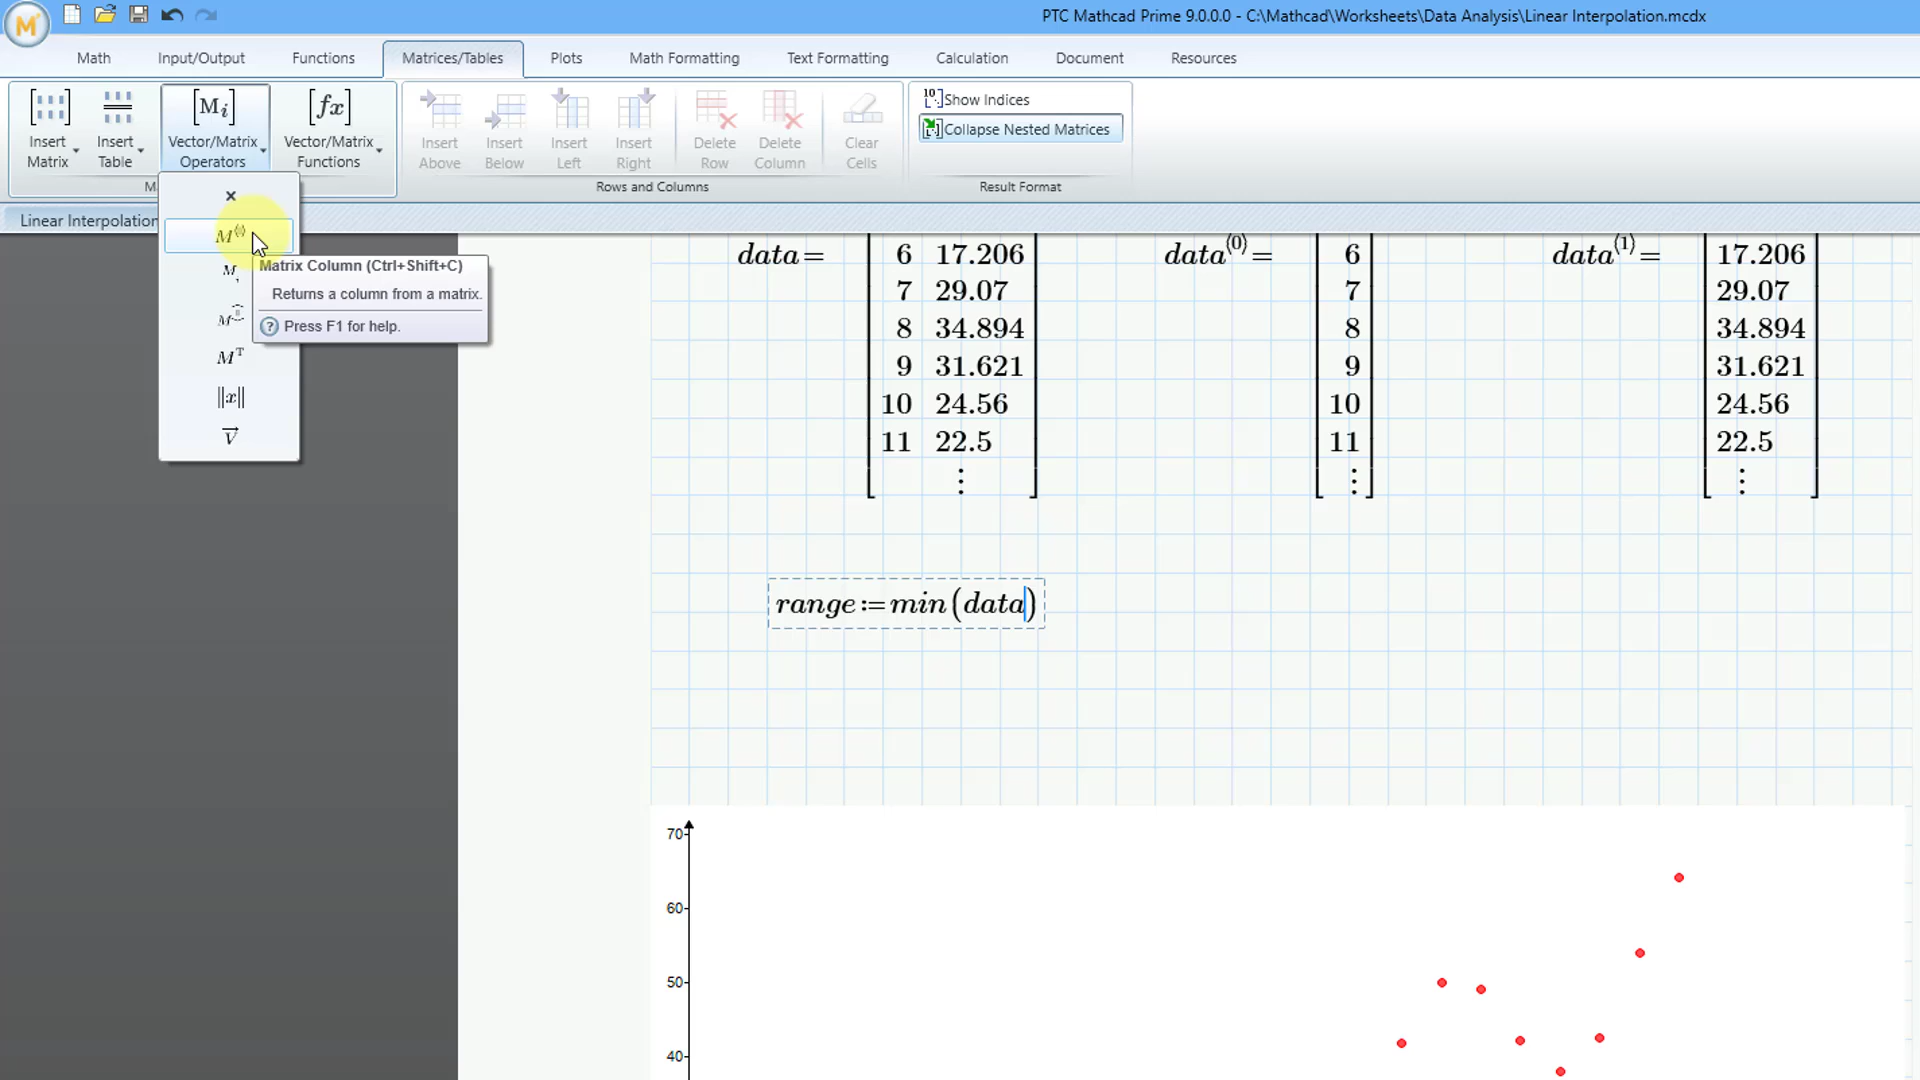 PTC Mathcad Prime 9.0.0.0 - C:\Mathcad\Worksheets\Data Analysis\Linear Interpolation.mcdx
Math Input/Output Functions Matrices/Tables Plots Math Formatting Text Formatting Calculation Document Resources
Insert Matrix
Insert Table
[Mi] Vector/Matrix Operators
[fx] Vector/Matrix Functions
Insert Above
Insert Below
Insert Left
Insert Right
Delete Row
Delete Column
Clear Cells
Show Indices
Collapse Nested Matrices
M
Rows and Columns
Result Format
Linear Interpolation
×
M⟨⟩
Matrix Column (Ctrl+Shift+C)
Returns a column from a matrix.
Press F1 for help.
M
M
Mᵀ
||x||
V
data =
6 17.206
7 29.07
8 34.894
9 31.621
10 24.56
11 22.5
⋮
data⟨0⟩ =
6
7
8
9
10
11
⋮
data⟨1⟩ =
17.206
29.07
34.894
31.621
24.56
22.5
⋮
range := min(data)
70
60
50
40